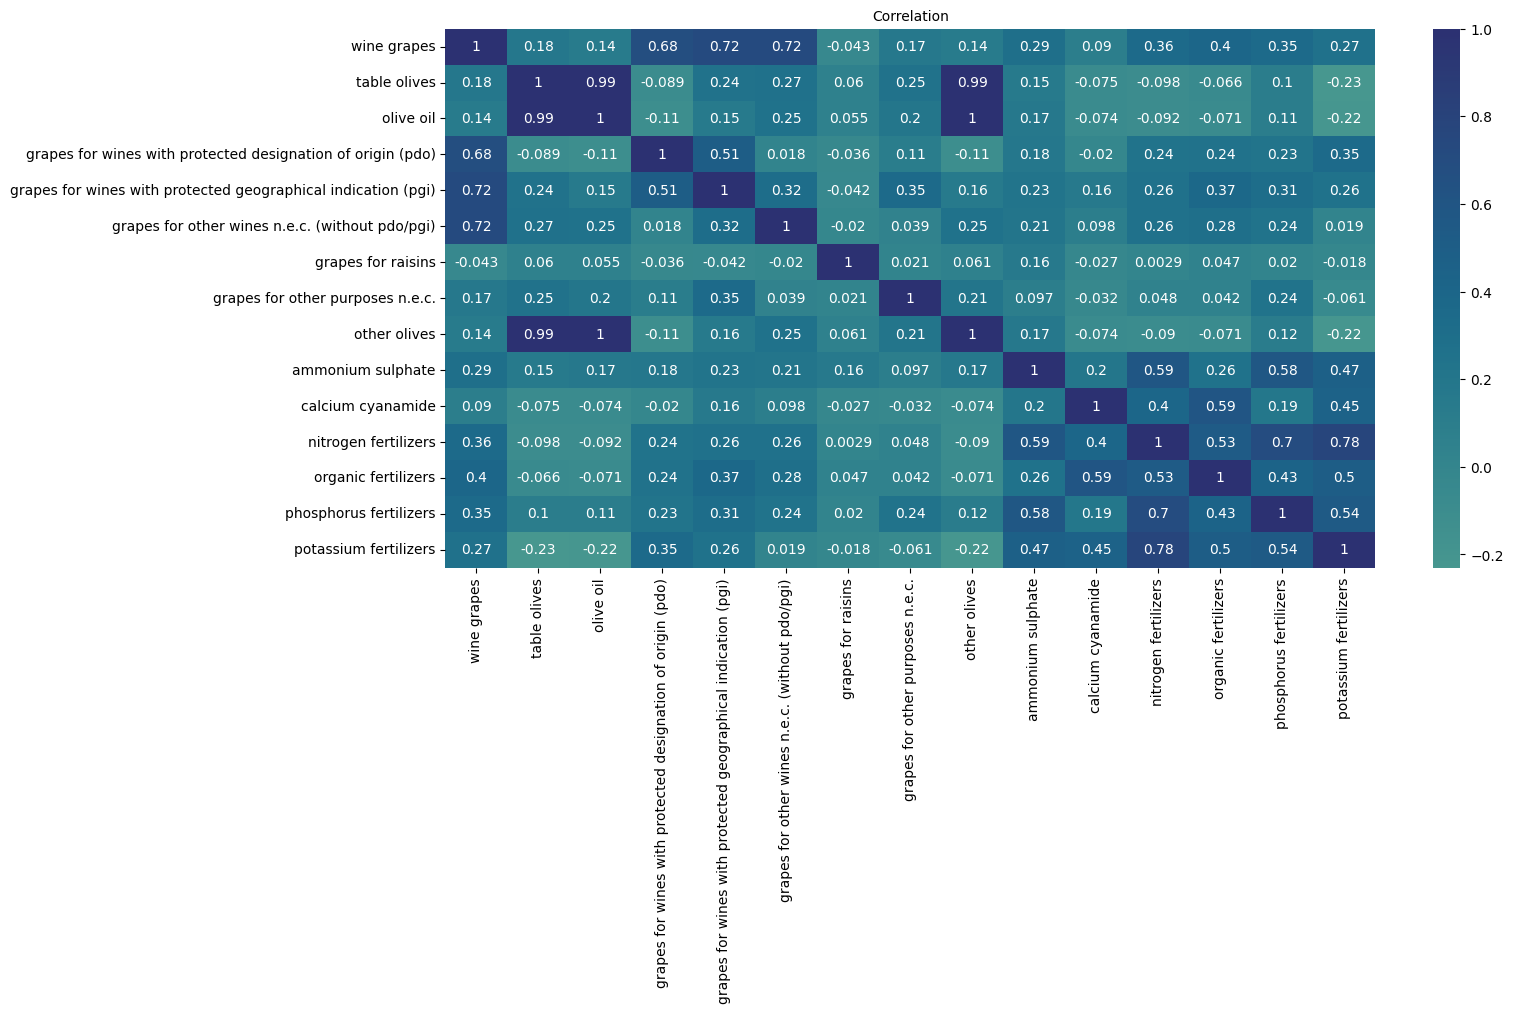 Correlation
wine grapes 1 0.18 0.14 0.68 0.72 0.72 -0.043 0.17 0.14 0.29 0.09 0.36 0.4 0.35 0.27
table olives 0.18 1 0.99 -0.089 0.24 0.27 0.06 0.25 0.99 0.15 -0.075 -0.098 -0.066 0.1 -0.23
olive oil 0.14 0.99 1 -0.11 0.15 0.25 0.055 0.2 1 0.17 -0.074 -0.092 -0.071 0.11 -0.22
grapes for wines with protected designation of origin (pdo) 0.68 -0.089 -0.11 1 0.51 0.018 -0.036 0.11 -0.11 0.18 -0.02 0.24 0.24 0.23 0.35
grapes for wines with protected geographical indication (pgi) 0.72 0.24 0.15 0.51 1 0.32 -0.042 0.35 0.16 0.23 0.16 0.26 0.37 0.31 0.26
grapes for other wines n.e.c. (without pdo/pgi) 0.72 0.27 0.25 0.018 0.32 1 -0.02 0.039 0.25 0.21 0.098 0.26 0.28 0.24 0.019
grapes for raisins -0.043 0.06 0.055 -0.036 -0.042 -0.02 1 0.021 0.061 0.16 -0.027 0.0029 0.047 0.02 -0.018
grapes for other purposes n.e.c. 0.17 0.25 0.2 0.11 0.35 0.039 0.021 1 0.21 0.097 -0.032 0.048 0.042 0.24 -0.061
other olives 0.14 0.99 1 -0.11 0.16 0.25 0.061 0.21 1 0.17 -0.074 -0.09 -0.071 0.12 -0.22
ammonium sulphate 0.29 0.15 0.17 0.18 0.23 0.21 0.16 0.097 0.17 1 0.2 0.59 0.26 0.58 0.47
calcium cyanamide 0.09 -0.075 -0.074 -0.02 0.16 0.098 -0.027 -0.032 -0.074 0.2 1 0.4 0.59 0.19 0.45
nitrogen fertilizers 0.36 -0.098 -0.092 0.24 0.26 0.26 0.0029 0.048 -0.09 0.59 0.4 1 0.53 0.7 0.78
organic fertilizers 0.4 -0.066 -0.071 0.24 0.37 0.28 0.047 0.042 -0.071 0.26 0.59 0.53 1 0.43 0.5
phosphorus fertilizers 0.35 0.1 0.11 0.23 0.31 0.24 0.02 0.24 0.12 0.58 0.19 0.7 0.43 1 0.54
potassium fertilizers 0.27 -0.23 -0.22 0.35 0.26 0.019 -0.018 -0.061 -0.22 0.47 0.45 0.78 0.5 0.54 1
wine grapes
table olives
olive oil
grapes for wines with protected designation of origin (pdo)
grapes for wines with protected geographical indication (pgi)
grapes for other wines n.e.c. (without pdo/pgi)
grapes for raisins
grapes for other purposes n.e.c.
other olives
ammonium sulphate
calcium cyanamide
nitrogen fertilizers
organic fertilizers
phosphorus fertilizers
potassium fertilizers
1.0
0.8
0.6
0.4
0.2
0.0
−0.2